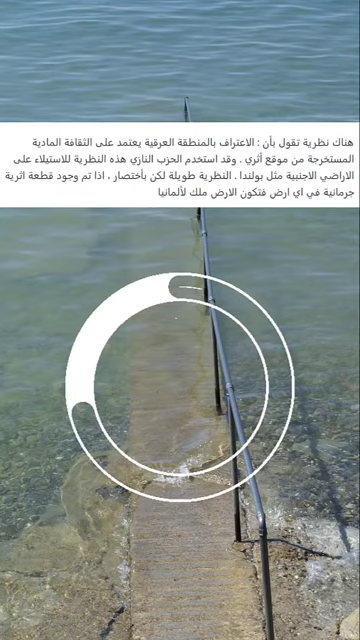 هناك نظرية تقول بأن : الاعتراف بالمنطقة العرقية يعتمد على الثقافة المادية
المستخرجة من موقع أثري . وقد استخدم الحزب النازي هذه النظرية للاستيلاء على
الاراضي الاجنبية مثل بولندا . النظرية طويلة لكن بأختصار ، اذا تم وجود قطعة اثرية
جرمانية في اي ارض فتكون الارض ملك لألمانيا